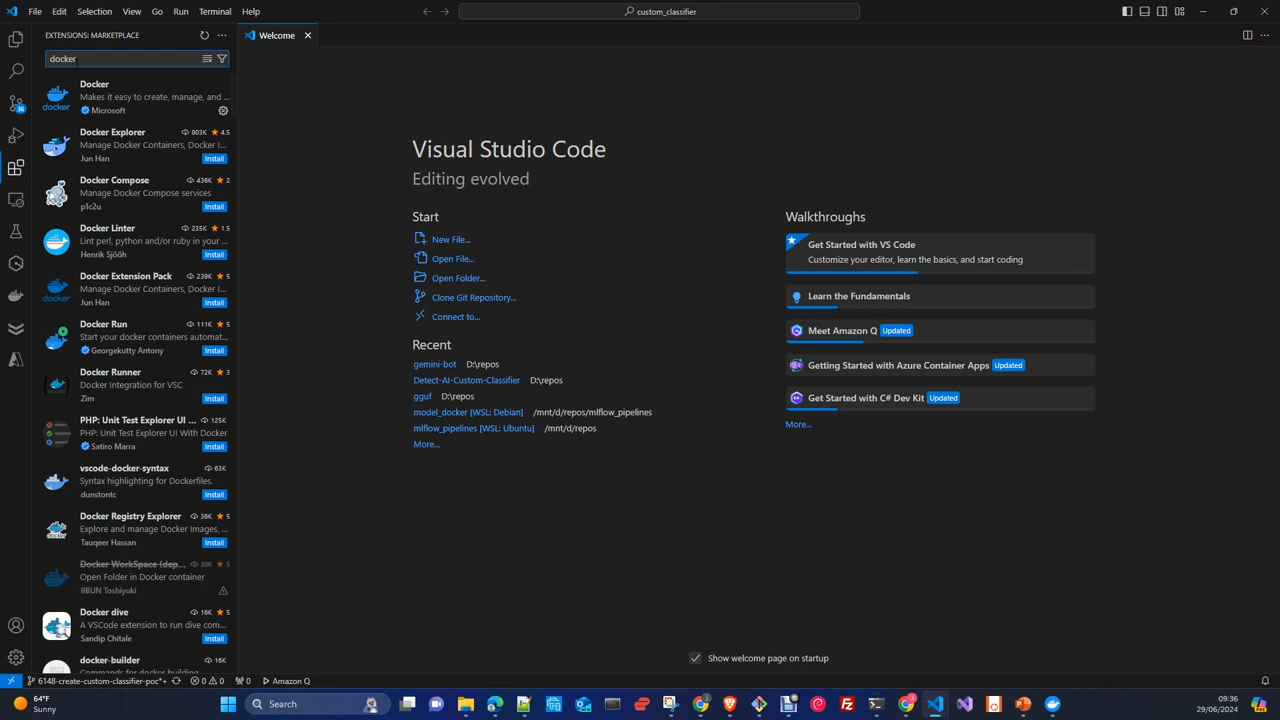 File Edit Selection View Go Run Terminal Help
custom_classifier
EXTENSIONS: MARKETPLACE
Welcome
docker
Docker
Makes it easy to create, manage, and ...
Microsoft
Docker Explorer 803K 4.5
Manage Docker Containers, Docker I...
Jun Han Install
Docker Compose 436K 2
Manage Docker Compose services
p1c2u Install
Docker Linter 235K 1.5
Lint perl, python and/or ruby in your ...
Henrik Sjööh Install
Docker Extension Pack 239K 5
Manage Docker Containers, Docker I...
Jun Han Install
Docker Run 111K 5
Start your docker containers automat...
Georgekutty Antony Install
Docker Runner 72K 3
Docker Integration for VSC
Zim Install
PHP: Unit Test Explorer UI ... 125K
PHP: Unit Test Explorer UI With Docker
Satiro Marra Install
vscode-docker-syntax 63K
Syntax highlighting for Dockerfiles.
dunstontc Install
Docker Registry Explorer 36K 5
Explore and manage Docker Images, ...
Tauqeer Hassan Install
Docker WorkSpace (dep... 30K 5
Open Folder in Docker container
IIBUN Toshiyuki
Docker dive 16K 5
A VSCode extension to run dive com...
Sandip Chitale Install
docker-builder 16K
Commands for docker building
Visual Studio Code
Editing evolved
Start
New File...
Open File...
Open Folder...
Clone Git Repository...
Connect to...
Recent
gemini-bot D:\repos
Detect-AI-Custom-Classifier D:\repos
gguf D:\repos
model_docker [WSL: Debian] /mnt/d/repos/mlflow_pipelines
mlflow_pipelines [WSL: Ubuntu] /mnt/d/repos
More...
Walkthroughs
Get Started with VS Code
Customize your editor, learn the basics, and start coding
Learn the Fundamentals
Meet Amazon Q Updated
Getting Started with Azure Container Apps Updated
Get Started with C# Dev Kit Updated
More...
Show welcome page on startup
36
6148-create-custom-classifier-poc*+ 0 0 0 Amazon Q
64°F
Sunny
Search
09:36
29/06/2024